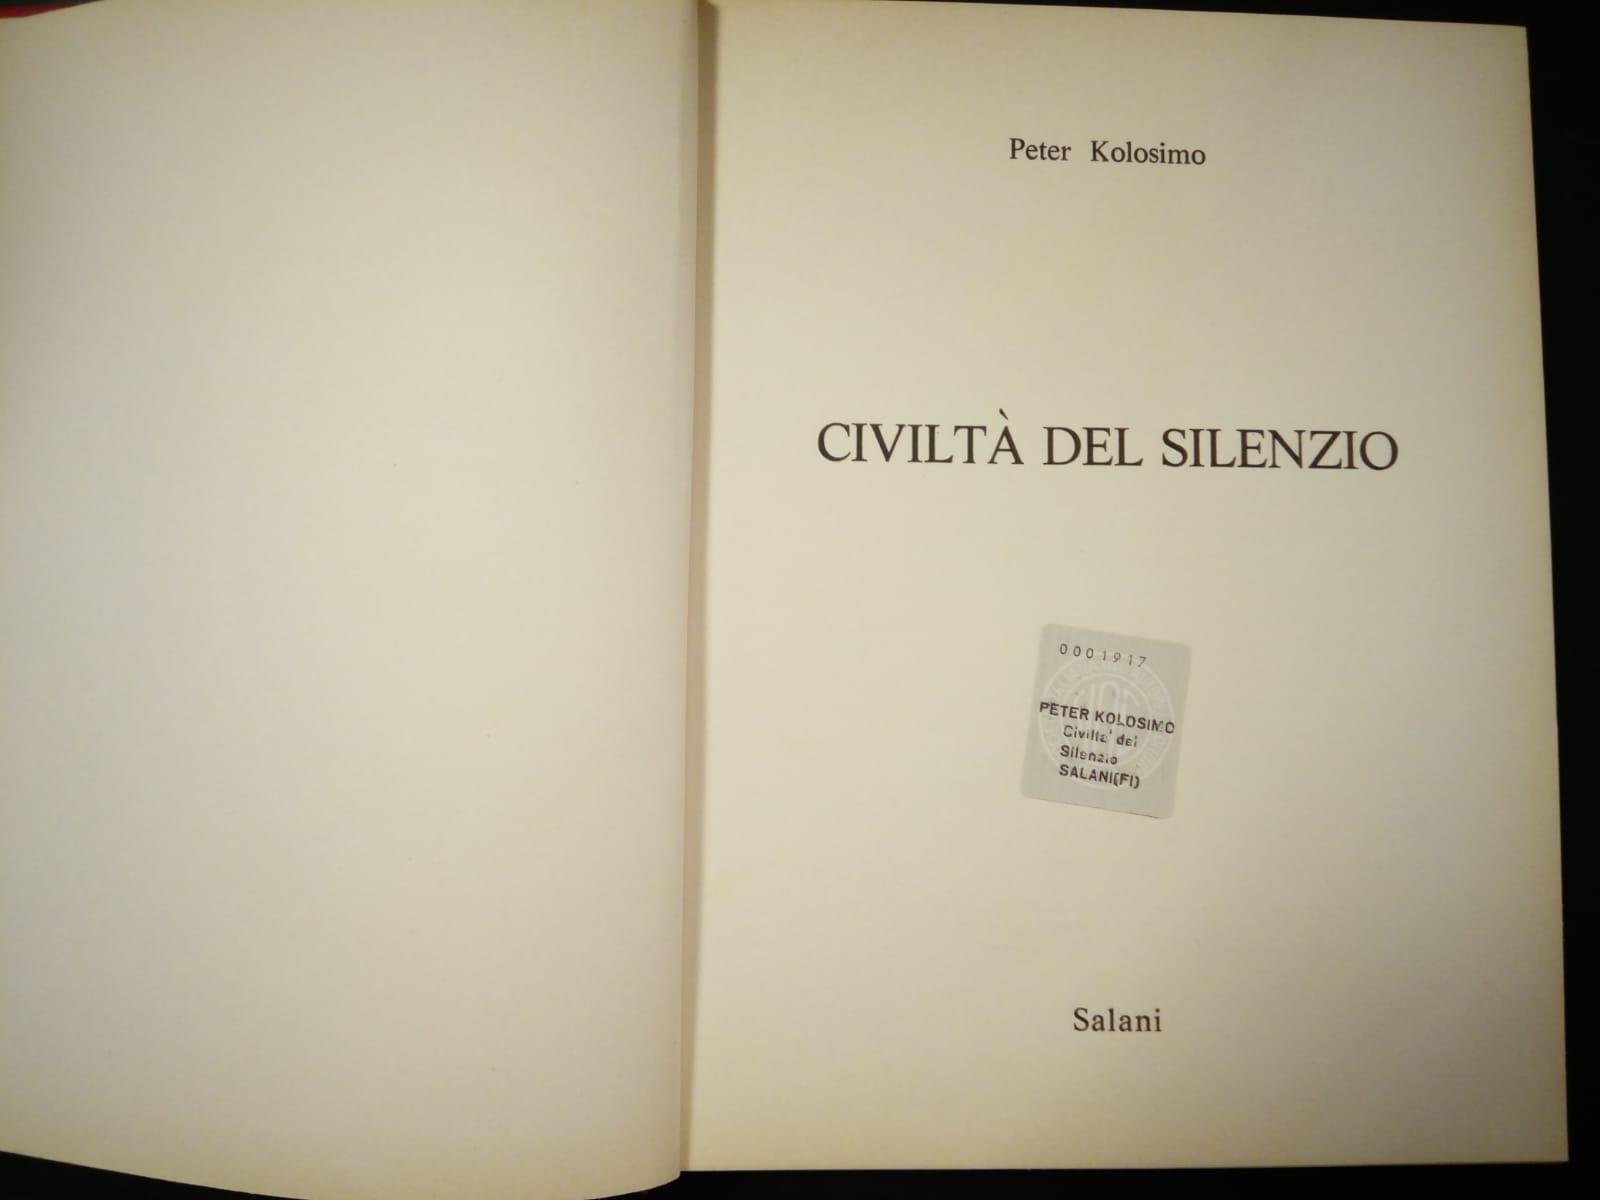 Peter Kolosimo
CIVILTÀ DEL SILENZIO
0001917
PETER KOLOSIMO
Civilta' del
Silenzio
SALANI(FI)
Salani